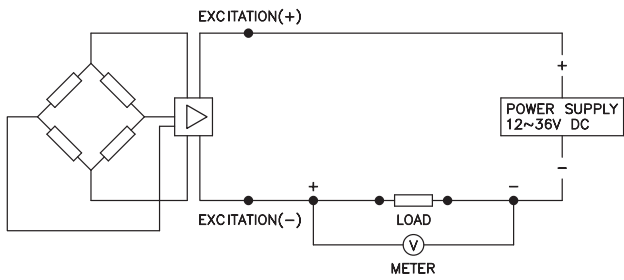 EXCITATION(+)
+
POWER SUPPLY
12~36V DC
–
+
–
EXCITATION(–)
LOAD
V
METER